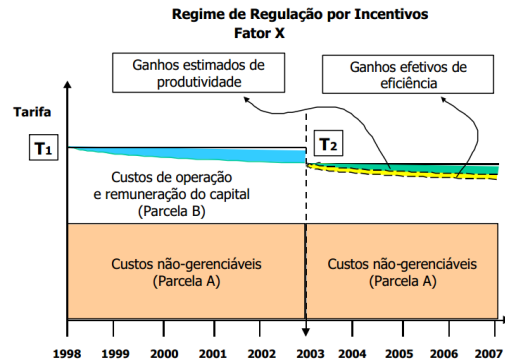 Regime de Regulação por Incentivos
Fator X
Ganhos estimados de
produtividade
Ganhos efetivos de
eficiência
Tarifa
T1
T2
Custos de operação
e remuneração do capital
(Parcela B)
Custos não-gerenciáveis
(Parcela A)
Custos não-gerenciáveis
(Parcela A)
1998 1999 2000 2001 2002 2003 2004 2005 2006 2007